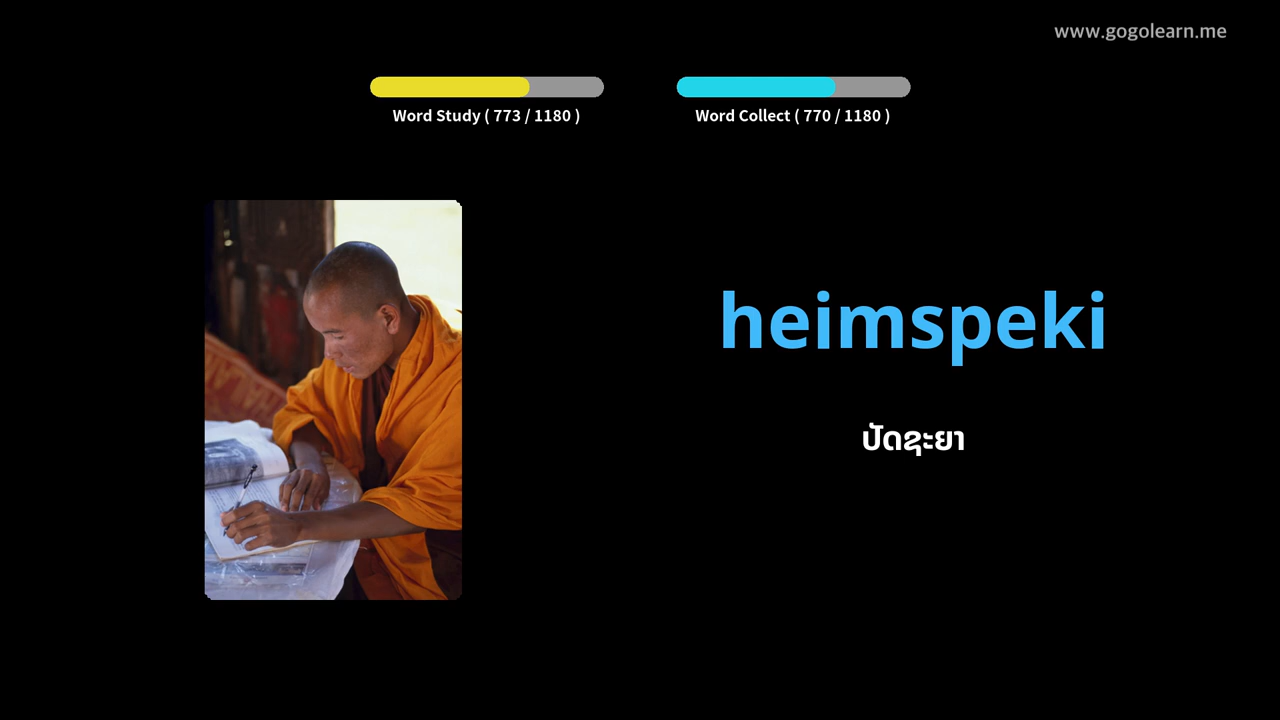 www.gogolearn.me
Word Study ( 773 / 1180 )
Word Collect ( 770 / 1180 )
heimspeki
ປັດຊະຍາ